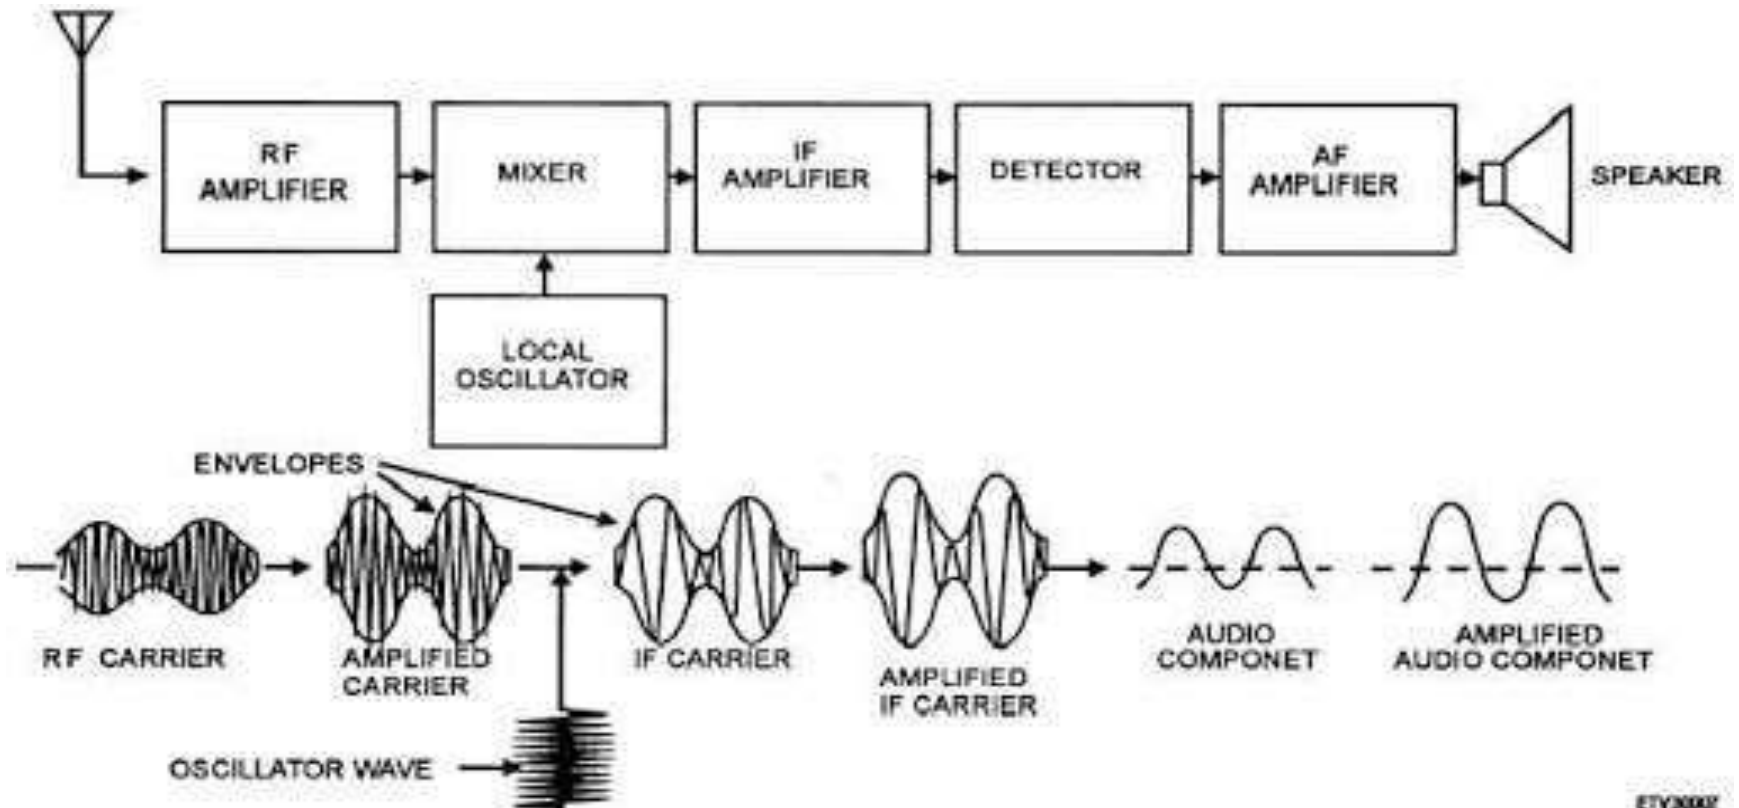 RF
AMPLIFIER
MIXER
IF
AMPLIFIER
DETECTOR
AF
AMPLIFIER
SPEAKER
LOCAL
OSCILLATOR
ENVELOPES
RF CARRIER
AMPLIFIED
CARRIER
IF CARRIER
AMPLIFIED
IF CARRIER
AUDIO
COMPONET
AMPLIFIED
AUDIO COMPONET
OSCILLATOR WAVE